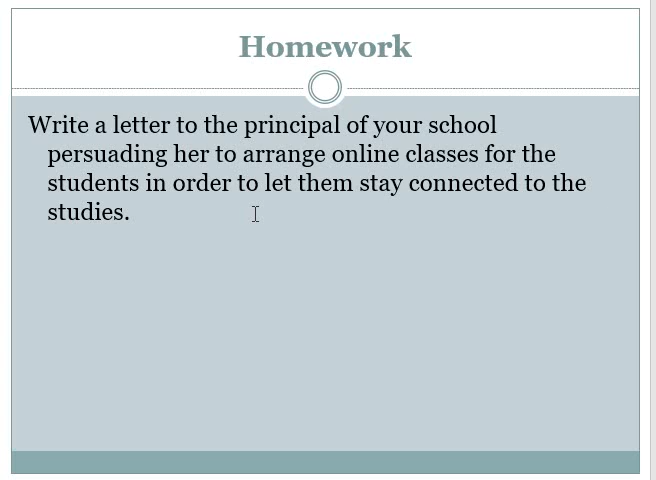 Homework
Write a letter to the principal of your school
persuading her to arrange online classes for the
students in order to let them stay connected to the
studies.